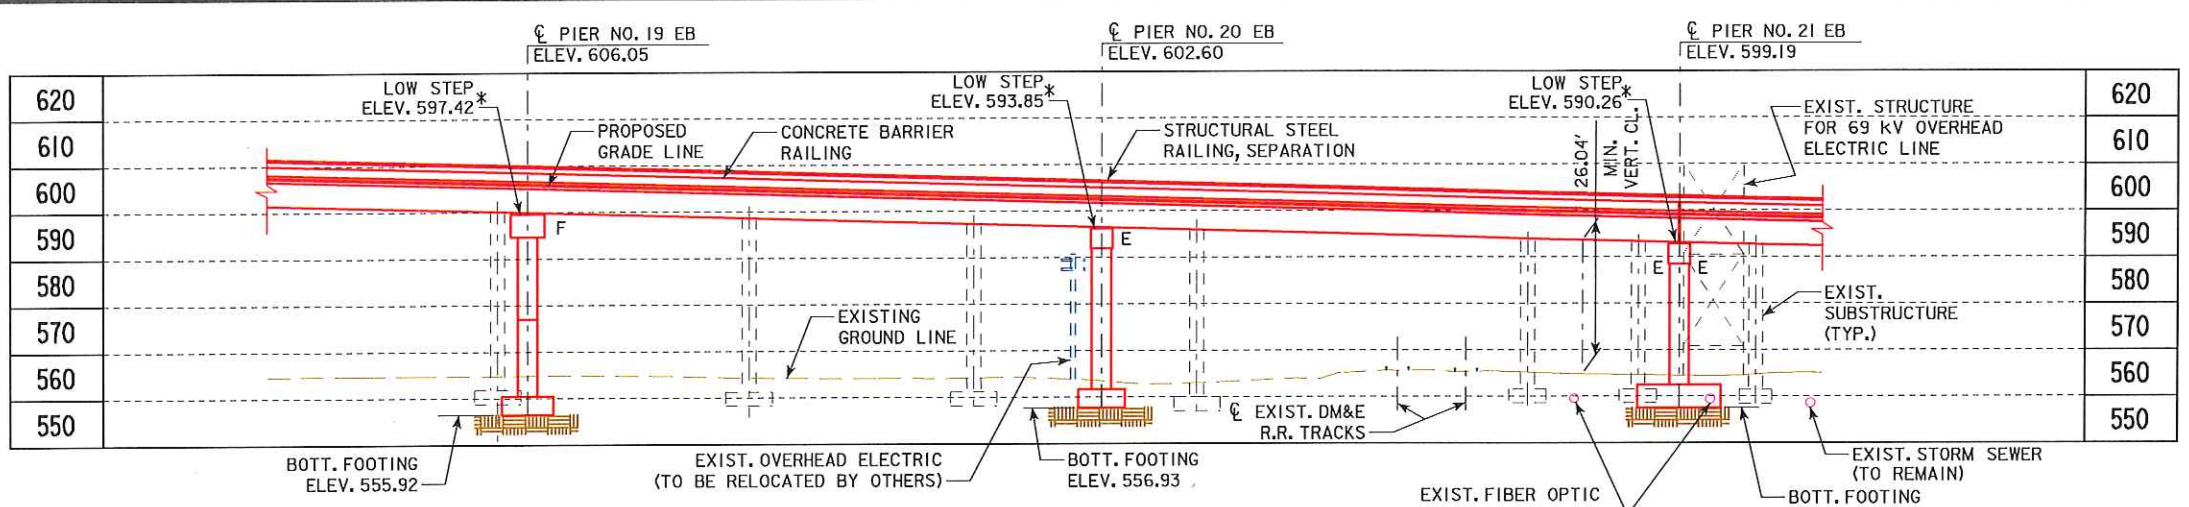 ℄ PIER NO. 19 EB
ELEV. 606.05
℄ PIER NO. 20 EB
ELEV. 602.60
℄ PIER NO. 21 EB
ELEV. 599.19
LOW STEP
ELEV. 597.42*
LOW STEP
ELEV. 593.85*
LOW STEP
ELEV. 590.26*
620
610
600
590
580
570
560
550
PROPOSED
GRADE LINE
CONCRETE BARRIER
RAILING
STRUCTURAL STEEL
RAILING, SEPARATION
26.04'
MIN.
VERT. CL.
EXIST. STRUCTURE
FOR 69 kV OVERHEAD
ELECTRIC LINE
620
610
600
590
580
570
560
550
F
E
E
E
EXISTING
GROUND LINE
EXIST.
SUBSTRUCTURE
(TYP.)
℄ EXIST. DM&E
R.R. TRACKS
BOTT. FOOTING
ELEV. 555.92
EXIST. OVERHEAD ELECTRIC
(TO BE RELOCATED BY OTHERS)
BOTT. FOOTING
ELEV. 556.93
EXIST. FIBER OPTIC
EXIST. STORM SEWER
(TO REMAIN)
BOTT. FOOTING